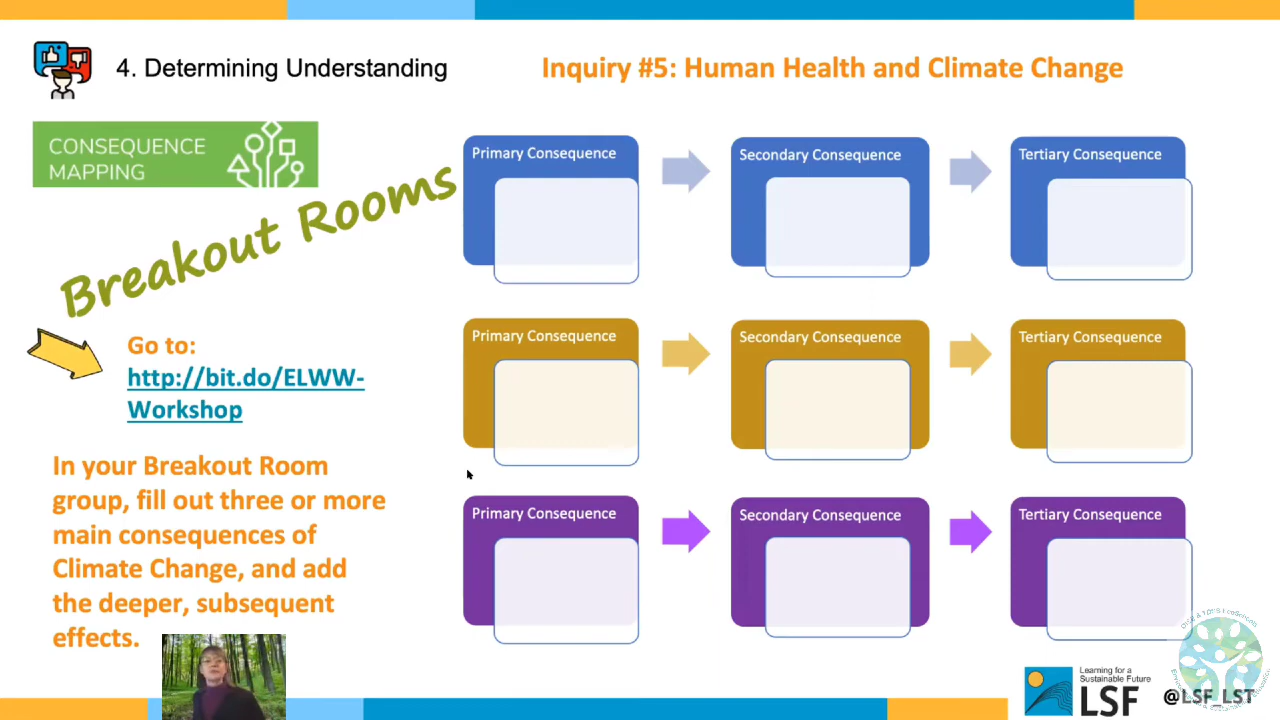 4. Determining Understanding
Inquiry #5: Human Health and Climate Change
CONSEQUENCE
MAPPING
Breakout Rooms
Go to:
http://bit.do/ELWW-
Workshop
In your Breakout Room
group, fill out three or more
main consequences of
Climate Change, and add
the deeper, subsequent
effects.
Primary Consequence
Secondary Consequence
Tertiary Consequence
Primary Consequence
Secondary Consequence
Tertiary Consequence
Primary Consequence
Secondary Consequence
Tertiary Consequence
Learning for a
Sustainable Future
LSF
@LSF_LST